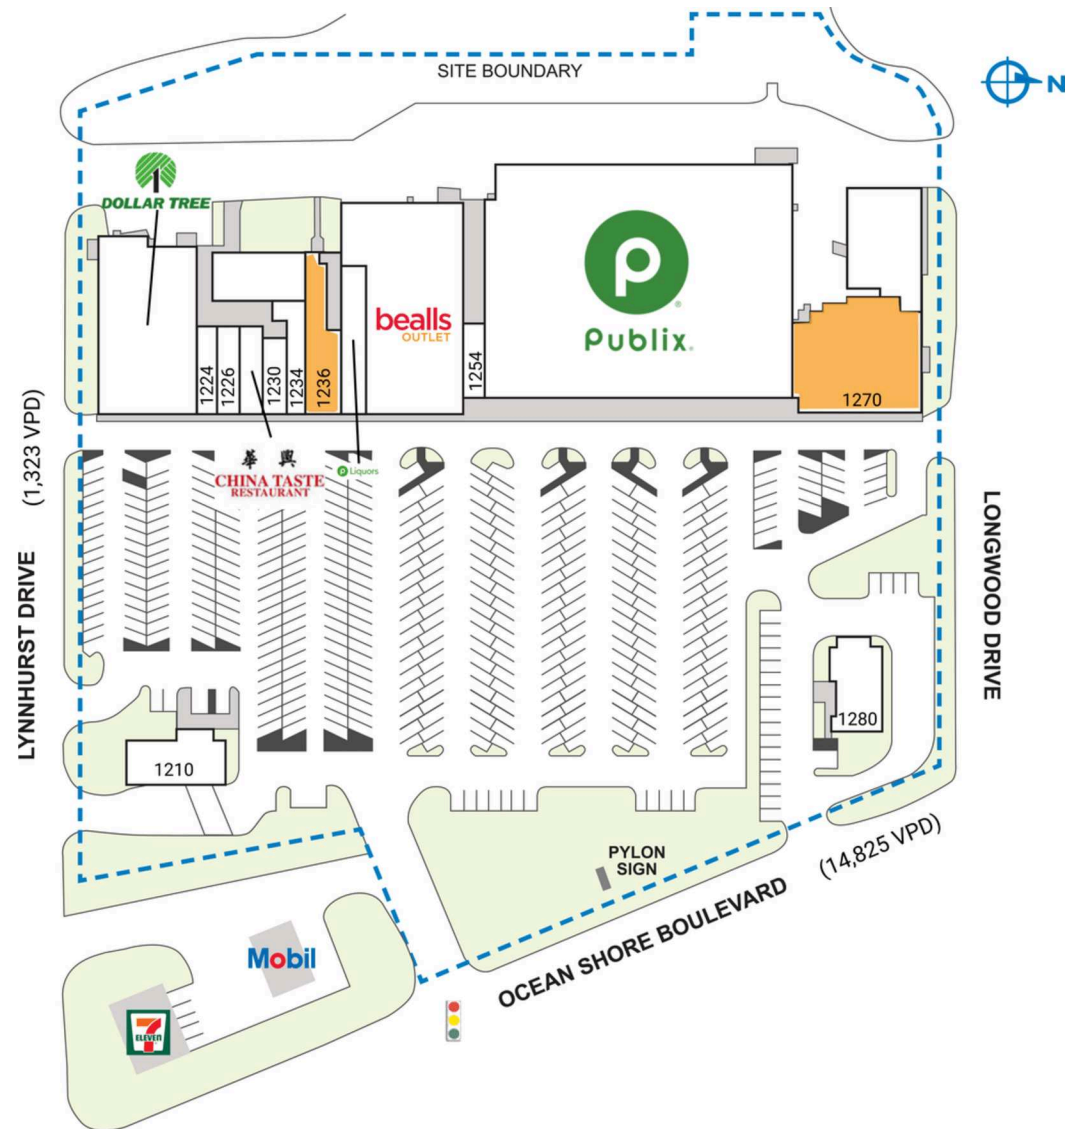 SITE BOUNDARY
N
DOLLAR TREE
bealls
OUTLET
Publix.
1224
1226
1230
1234
1236
1254
1270
(1,323 VPD)
華 興
CHINA TASTE
RESTAURANT
Liquors
LYNNHURST DRIVE
LONGWOOD DRIVE
1210
1280
PYLON
SIGN
(14,825 VPD)
OCEAN SHORE BOULEVARD
Mobil
7
ELEVEN